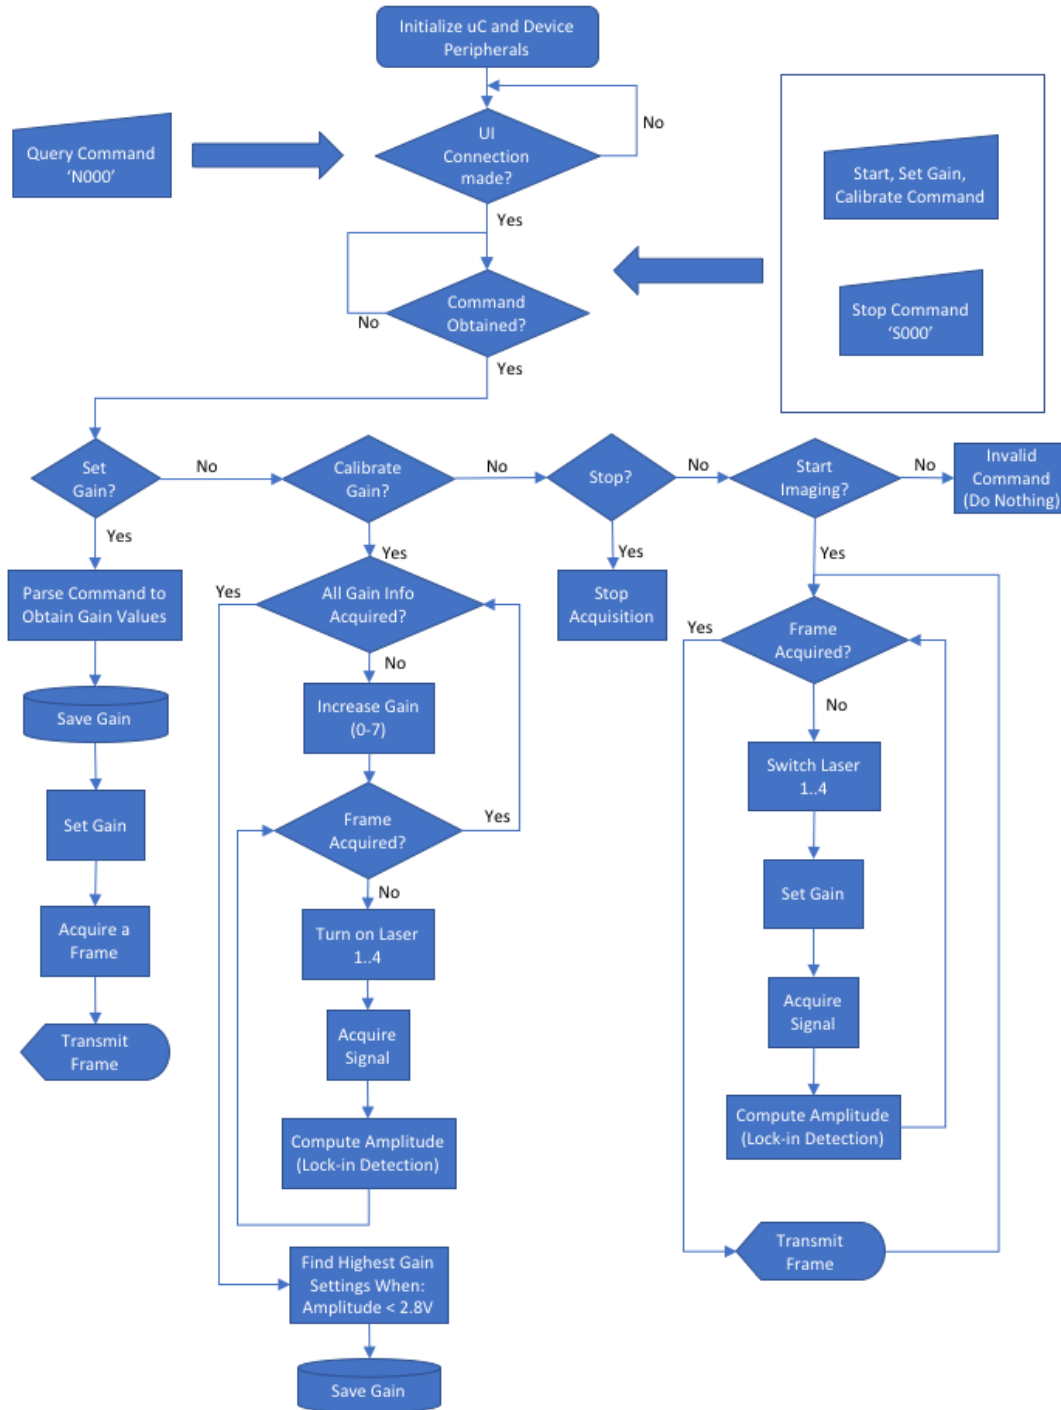 Initialize uC and Device
Peripherals
No
UI
Connection
made?
Query Command
‘N000’
Start, Set Gain,
Calibrate Command
Yes
Command
Obtained?
No
Stop Command
‘S000’
Yes
Set
Gain?
No
Calibrate
Gain?
No
Stop?
No
Start
Imaging?
No
Invalid
Command
(Do Nothing)
Yes
Yes
Yes
Yes
Parse Command to
Obtain Gain Values
Yes
All Gain Info
Acquired?
Stop
Acquisition
Yes
Frame
Acquired?
No
Save Gain
Increase Gain
(0-7)
No
Switch Laser
1..4
Set Gain
Frame
Acquired?
Yes
No
Set Gain
Acquire a
Frame
Turn on Laser
1..4
Acquire
Signal
Transmit
Frame
Acquire
Signal
Compute Amplitude
(Lock-in Detection)
Compute Amplitude
(Lock-in Detection)
Transmit
Frame
Find Highest Gain
Settings When:
Amplitude < 2.8V
Save Gain